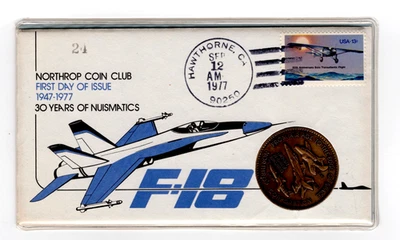 24
NORTHROP COIN CLUB
FIRST DAY OF ISSUE
1947-1977
30 YEARS OF NUISMATICS
HAWTHORNE, CA
SEP
12
AM
1977
90250
USA 13c
F-18